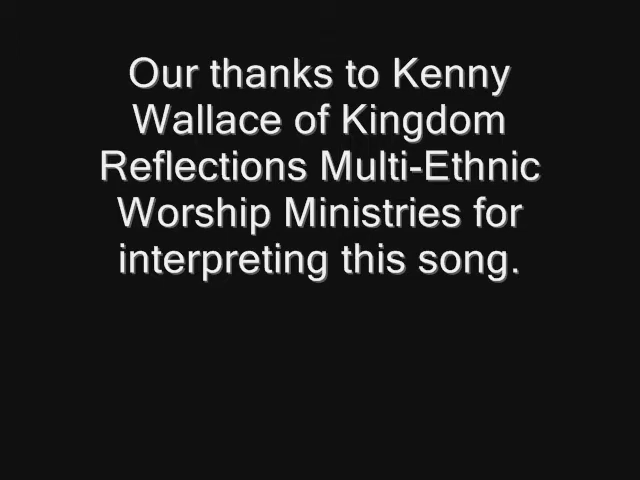 Our thanks to Kenny
Wallace of Kingdom
Reflections Multi-Ethnic
Worship Ministries for
interpreting this song.